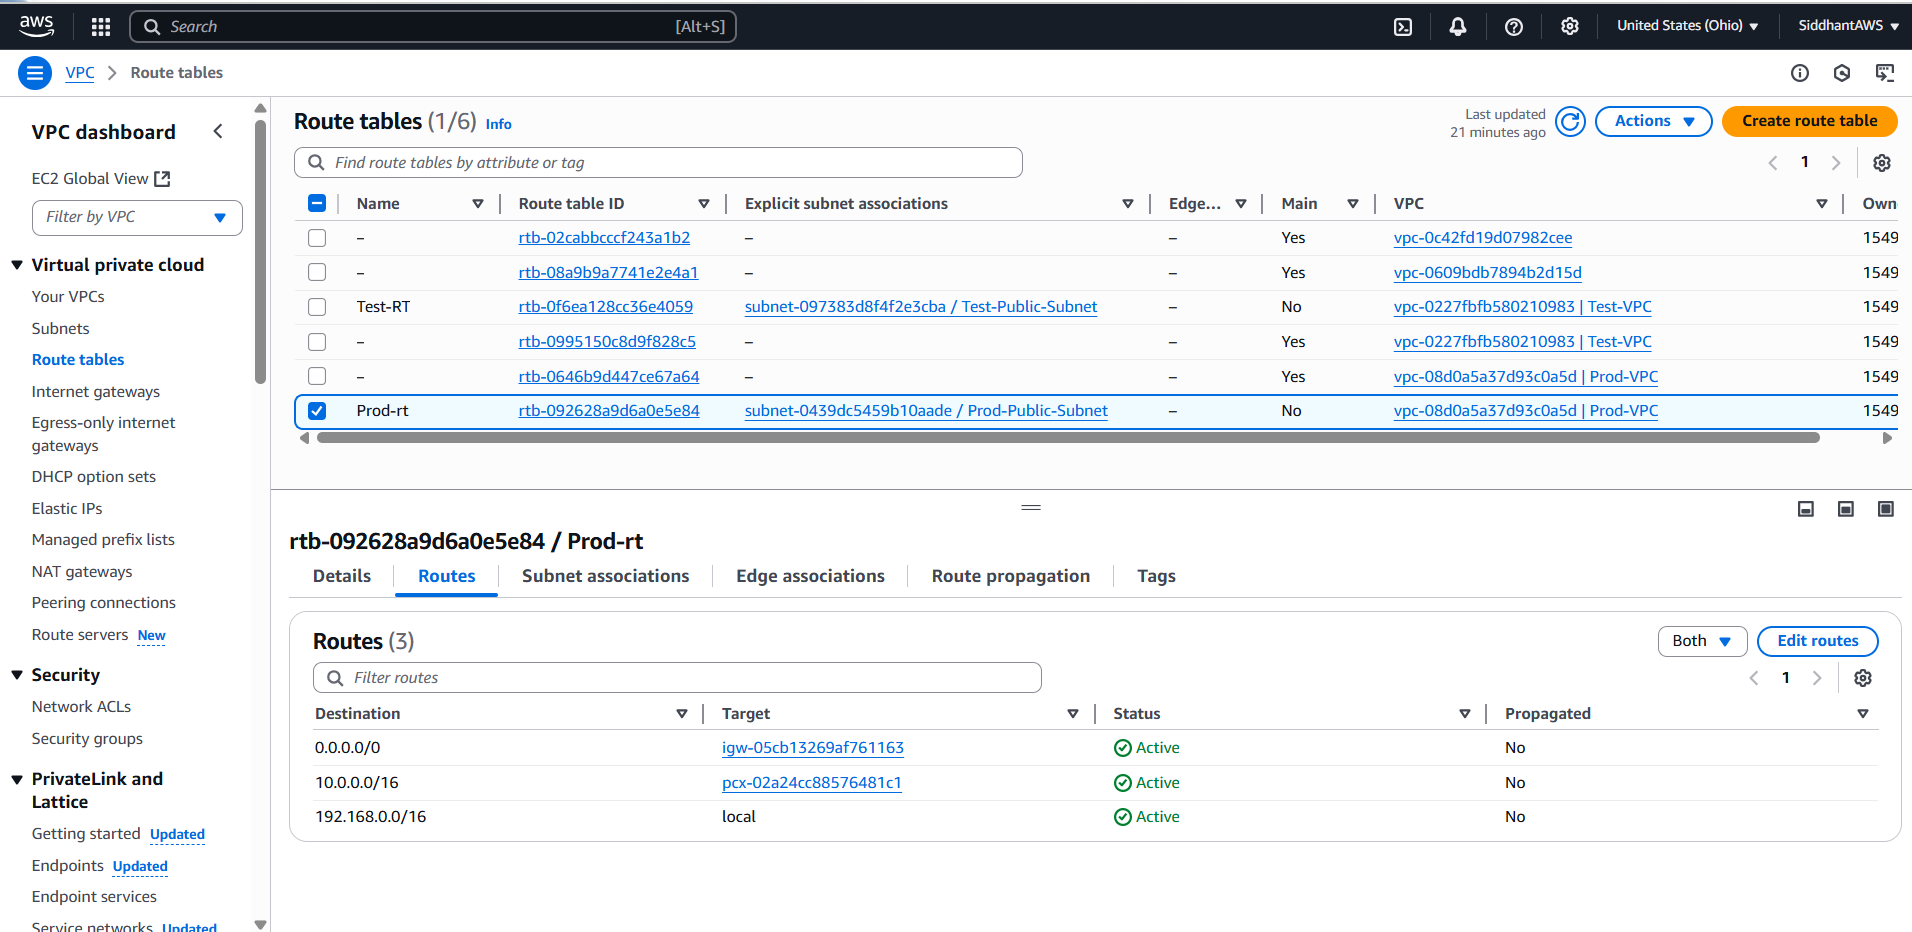 aws Search [Alt+S] United States (Ohio) SiddhantAWS
VPC Route tables
VPC dashboard
EC2 Global View
Filter by VPC
Virtual private cloud
Your VPCs
Subnets
Route tables
Internet gateways
Egress-only internet
gateways
DHCP option sets
Elastic IPs
Managed prefix lists
NAT gateways
Peering connections
Route servers New
Security
Network ACLs
Security groups
PrivateLink and
Lattice
Getting started Updated
Endpoints Updated
Endpoint services
Service networks Updated
Route tables (1/6) Info
Last updated
21 minutes ago
Actions
Create route table
Find route tables by attribute or tag
1
Name Route table ID Explicit subnet associations Edge... Main VPC Own
– rtb-02cabbcccf243a1b2 – – Yes vpc-0c42fd19d07982cee 1549
– rtb-08a9b9a7741e2e4a1 – – Yes vpc-0609bdb7894b2d15d 1549
Test-RT rtb-0f6ea128cc36e4059 subnet-097383d8f4f2e3cba / Test-Public-Subnet – No vpc-0227fbfb580210983 | Test-VPC 1549
– rtb-0995150c8d9f828c5 – – Yes vpc-0227fbfb580210983 | Test-VPC 1549
– rtb-0646b9d447ce67a64 – – Yes vpc-08d0a5a37d93c0a5d | Prod-VPC 1549
Prod-rt rtb-092628a9d6a0e5e84 subnet-0439dc5459b10aade / Prod-Public-Subnet – No vpc-08d0a5a37d93c0a5d | Prod-VPC 1549
rtb-092628a9d6a0e5e84 / Prod-rt
Details Routes Subnet associations Edge associations Route propagation Tags
Routes (3) Both Edit routes
Filter routes
1
Destination Target Status Propagated
0.0.0.0/0 igw-05cb13269af761163 Active No
10.0.0.0/16 pcx-02a24cc88576481c1 Active No
192.168.0.0/16 local Active No